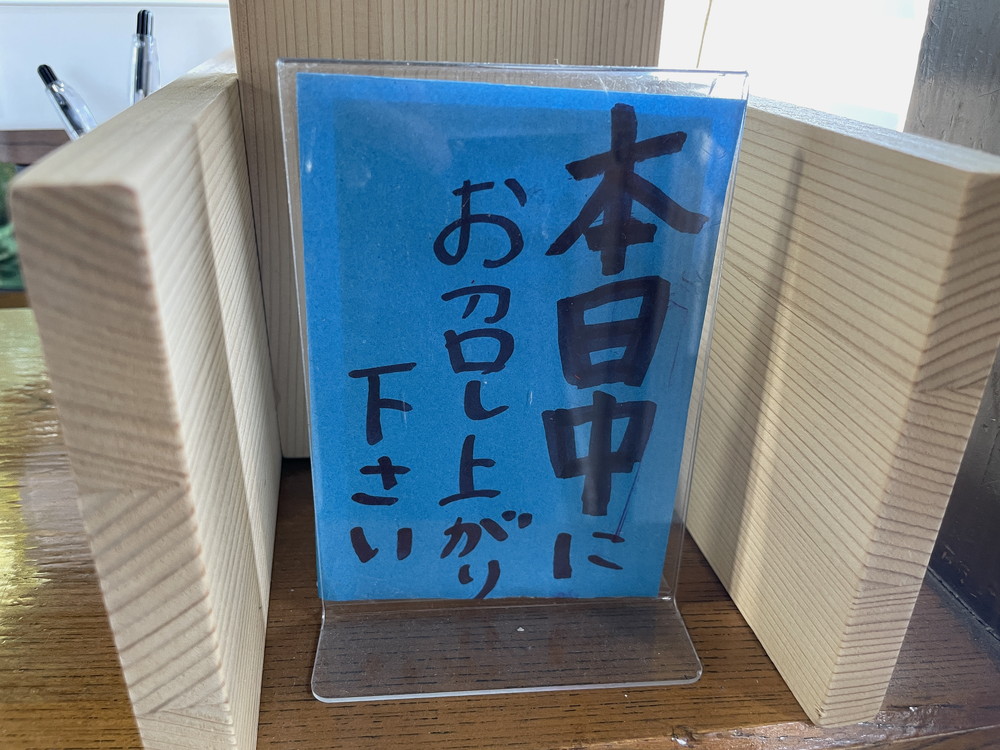 本日中に
お召し上がり
下さい